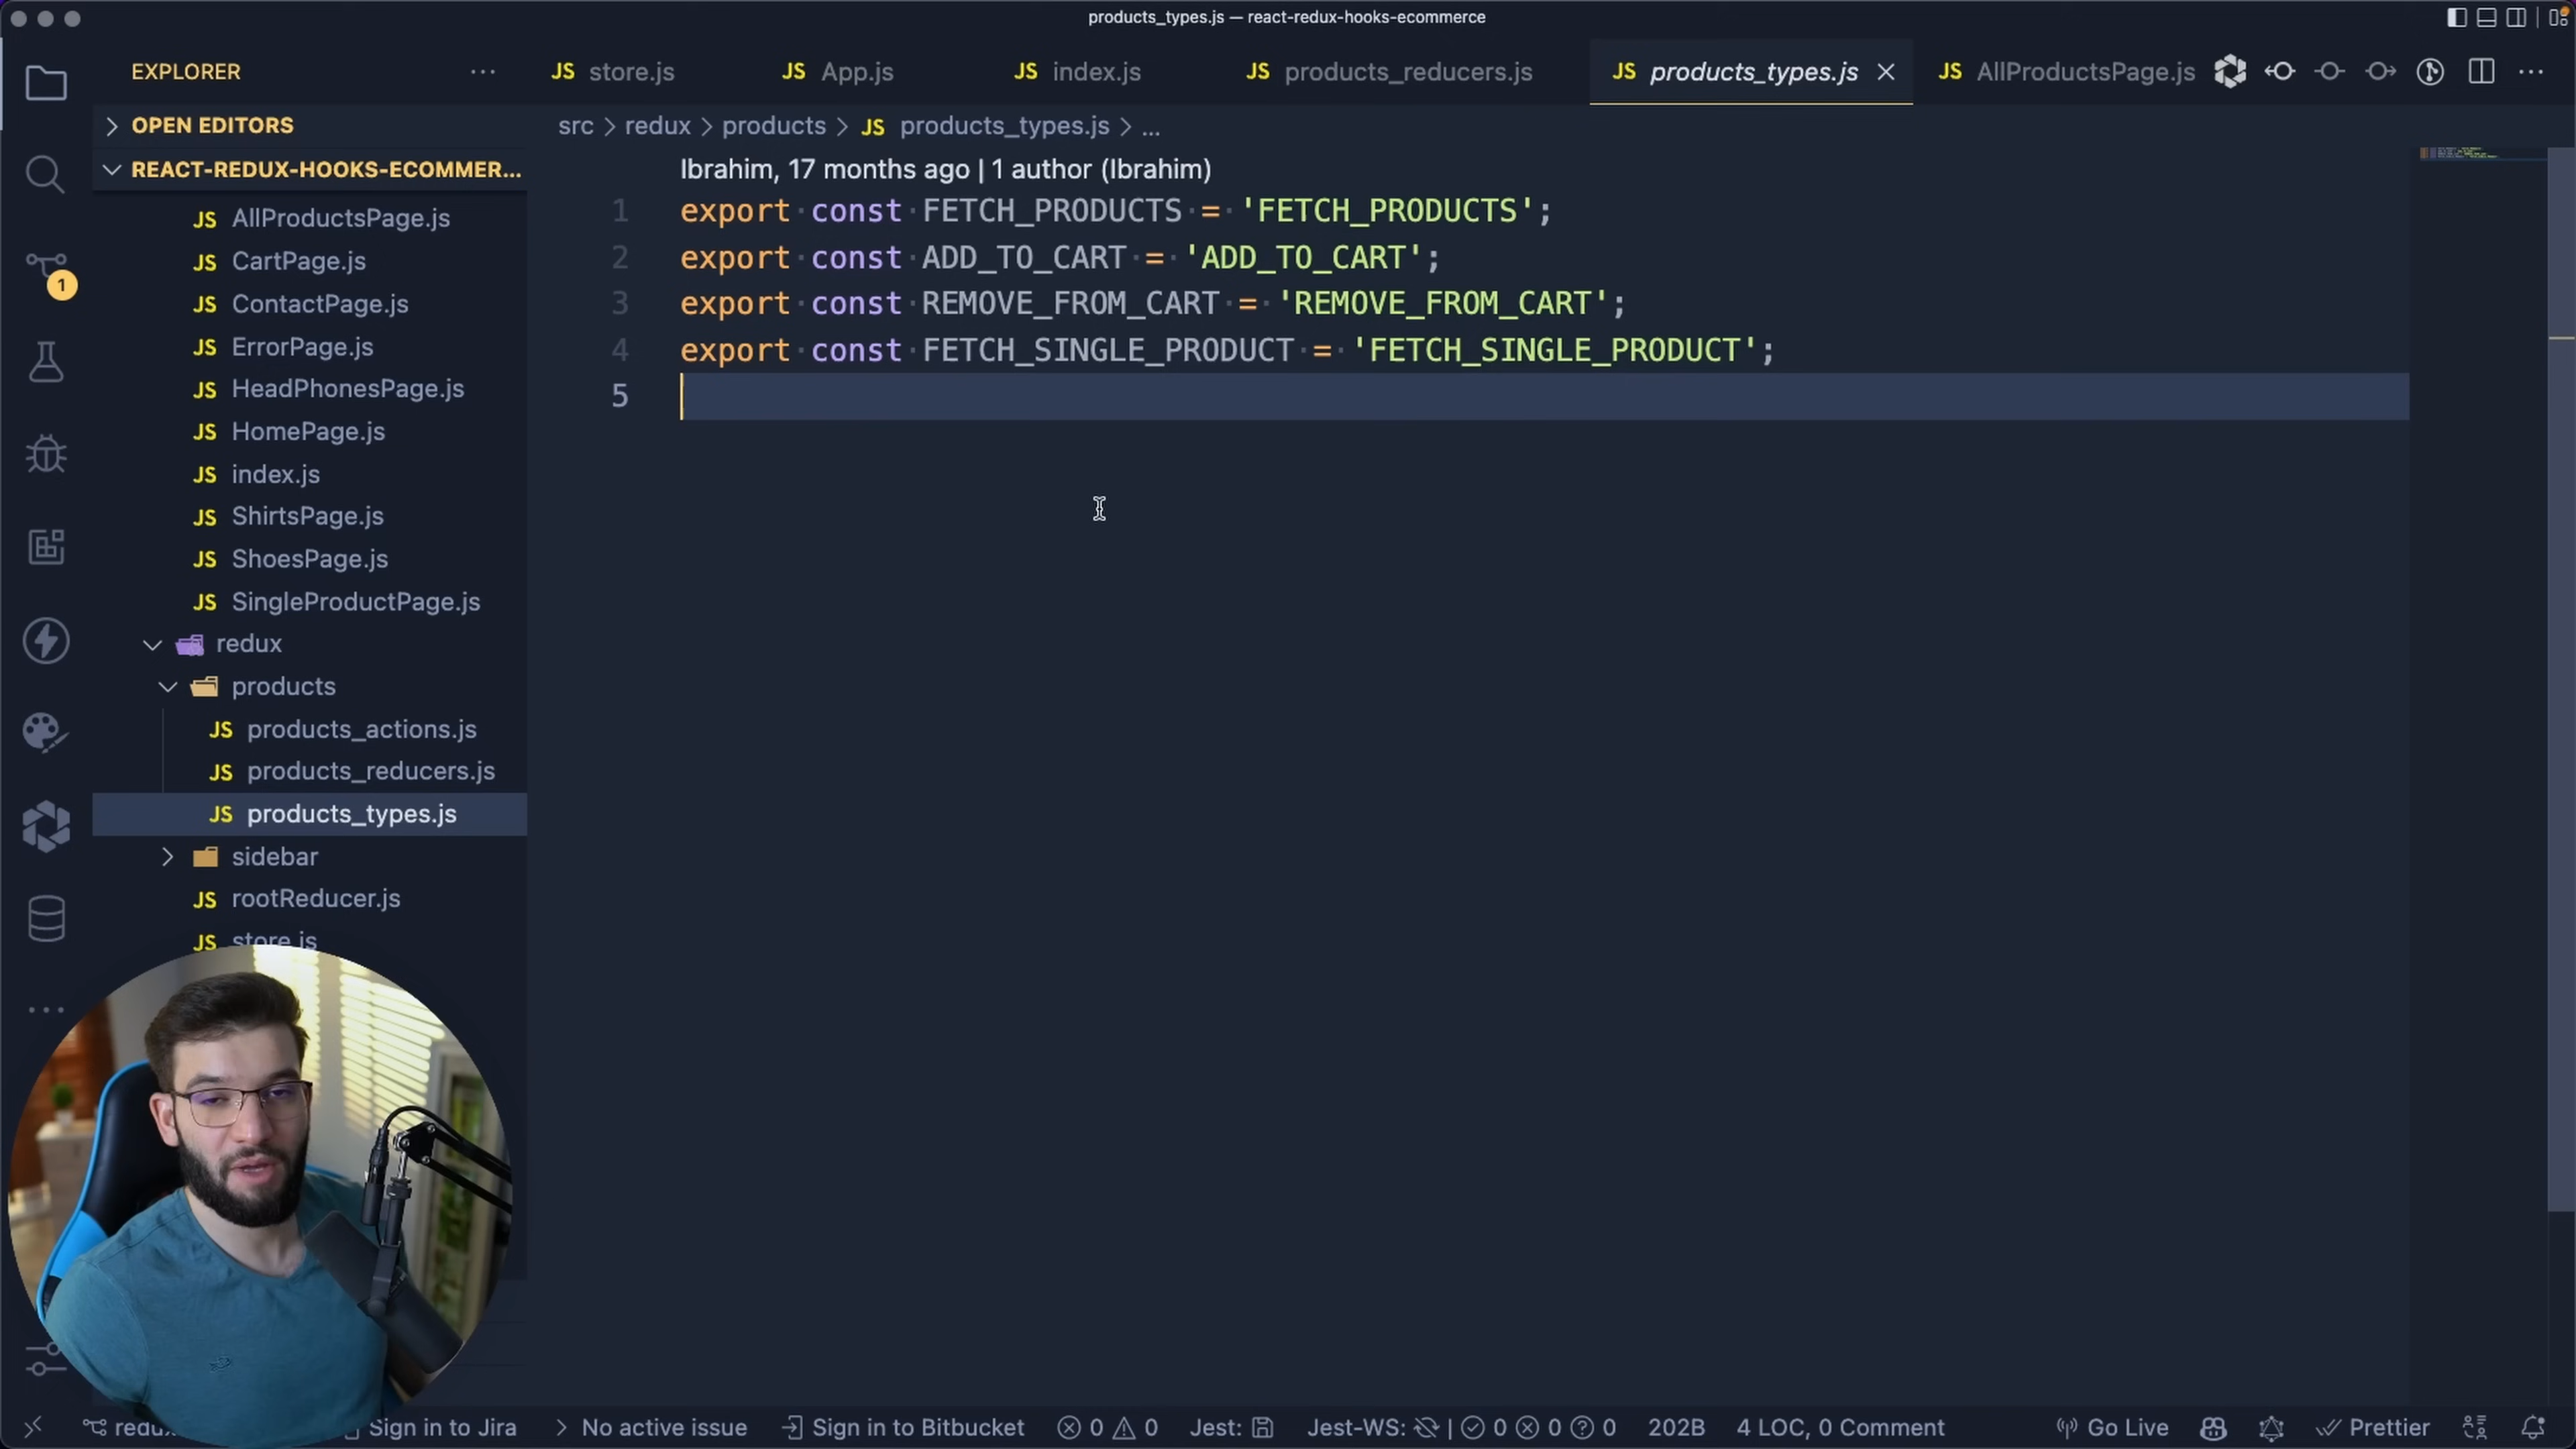 products_types.js — react-redux-hooks-ecommerce
EXPLORER ...
JS store.js
JS App.js
JS index.js
JS products_reducers.js
JS products_types.js
JS AllProductsPage.js
OPEN EDITORS
REACT-REDUX-HOOKS-ECOMMER...
src > redux > products > JS products_types.js > ...
Ibrahim, 17 months ago | 1 author (Ibrahim)
1 export const FETCH_PRODUCTS = 'FETCH_PRODUCTS';
2 export const ADD_TO_CART = 'ADD_TO_CART';
3 export const REMOVE_FROM_CART = 'REMOVE_FROM_CART';
4 export const FETCH_SINGLE_PRODUCT = 'FETCH_SINGLE_PRODUCT';
5
JS AllProductsPage.js
JS CartPage.js
1
JS ContactPage.js
JS ErrorPage.js
JS HeadPhonesPage.js
JS HomePage.js
JS index.js
JS ShirtsPage.js
JS ShoesPage.js
JS SingleProductPage.js
redux
products
JS products_actions.js
JS products_reducers.js
JS products_types.js
sidebar
JS rootReducer.js
JS store.js
Sign in to Jira
No active issue
Sign in to Bitbucket
0 0
Jest:
Jest-WS: | 0 0 0
202B
4 LOC, 0 Comment
Go Live
Prettier